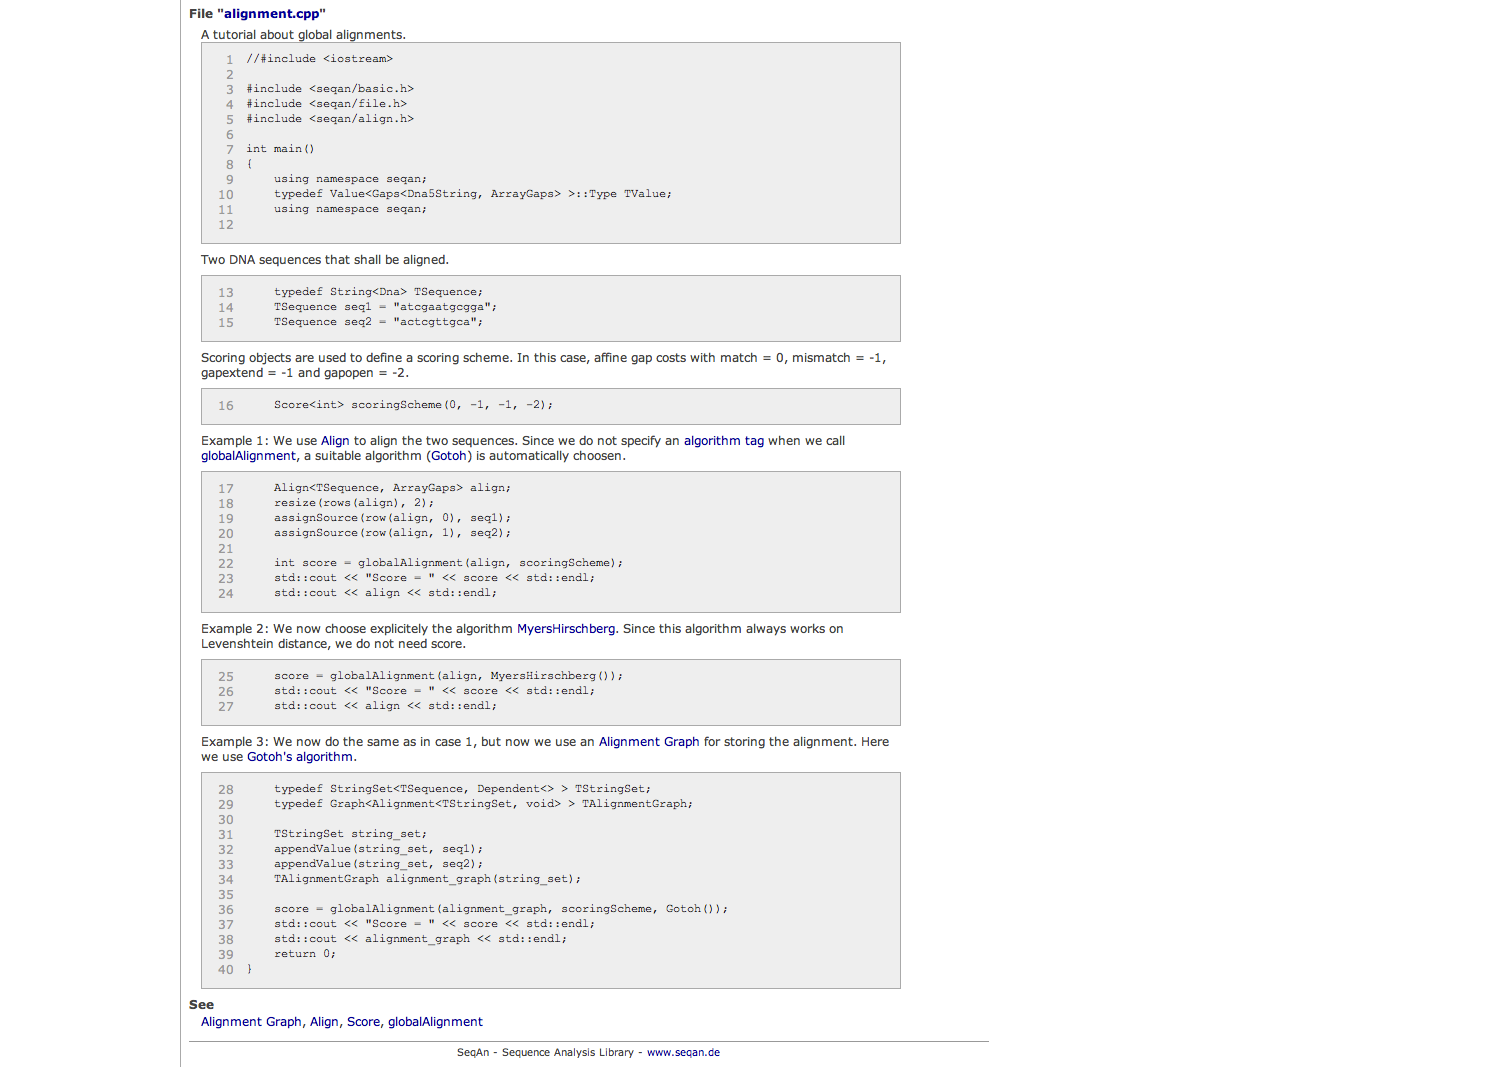 File "alignment.cpp"
A tutorial about global alignments.
1 //#include <iostream>
2
3 #include <seqan/basic.h>
4 #include <seqan/file.h>
5 #include <seqan/align.h>
6
7 int main()
8 {
9 using namespace seqan;
10 typedef Value<Gaps<Dna5String, ArrayGaps> >::Type TValue;
11 using namespace seqan;
12
Two DNA sequences that shall be aligned.
13 typedef String<Dna> TSequence;
14 TSequence seq1 = "atcgaatgcgga";
15 TSequence seq2 = "actcgttgca";
Scoring objects are used to define a scoring scheme. In this case, affine gap costs with match = 0, mismatch = -1,
gapextend = -1 and gapopen = -2.
16 Score<int> scoringScheme(0, -1, -1, -2);
Example 1: We use Align to align the two sequences. Since we do not specify an algorithm tag when we call
globalAlignment, a suitable algorithm (Gotoh) is automatically choosen.
17 Align<TSequence, ArrayGaps> align;
18 resize(rows(align), 2);
19 assignSource(row(align, 0), seq1);
20 assignSource(row(align, 1), seq2);
21
22 int score = globalAlignment(align, scoringScheme);
23 std::cout << "Score = " << score << std::endl;
24 std::cout << align << std::endl;
Example 2: We now choose explicitely the algorithm MyersHirschberg. Since this algorithm always works on
Levenshtein distance, we do not need score.
25 score = globalAlignment(align, MyersHirschberg());
26 std::cout << "Score = " << score << std::endl;
27 std::cout << align << std::endl;
Example 3: We now do the same as in case 1, but now we use an Alignment Graph for storing the alignment. Here
we use Gotoh's algorithm.
28 typedef StringSet<TSequence, Dependent<> > TStringSet;
29 typedef Graph<Alignment<TStringSet, void> > TAlignmentGraph;
30
31 TStringSet string_set;
32 appendValue(string_set, seq1);
33 appendValue(string_set, seq2);
34 TAlignmentGraph alignment_graph(string_set);
35
36 score = globalAlignment(alignment_graph, scoringScheme, Gotoh());
37 std::cout << "Score = " << score << std::endl;
38 std::cout << alignment_graph << std::endl;
39 return 0;
40 }
See
Alignment Graph, Align, Score, globalAlignment
SeqAn - Sequence Analysis Library - www.seqan.de